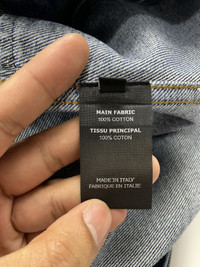 MAIN FABRIC
100% COTTON
TISSU PRINCIPAL
100% COTON
MADE IN ITALY
FABRIQUE EN ITALIE